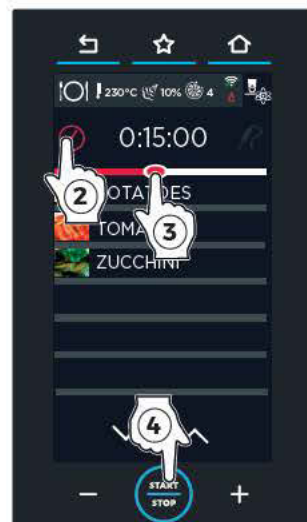 230°C 10% 4
0:15:00
2
POTATOES
3
TOMA
ZUCCHINI
4
START
STOP